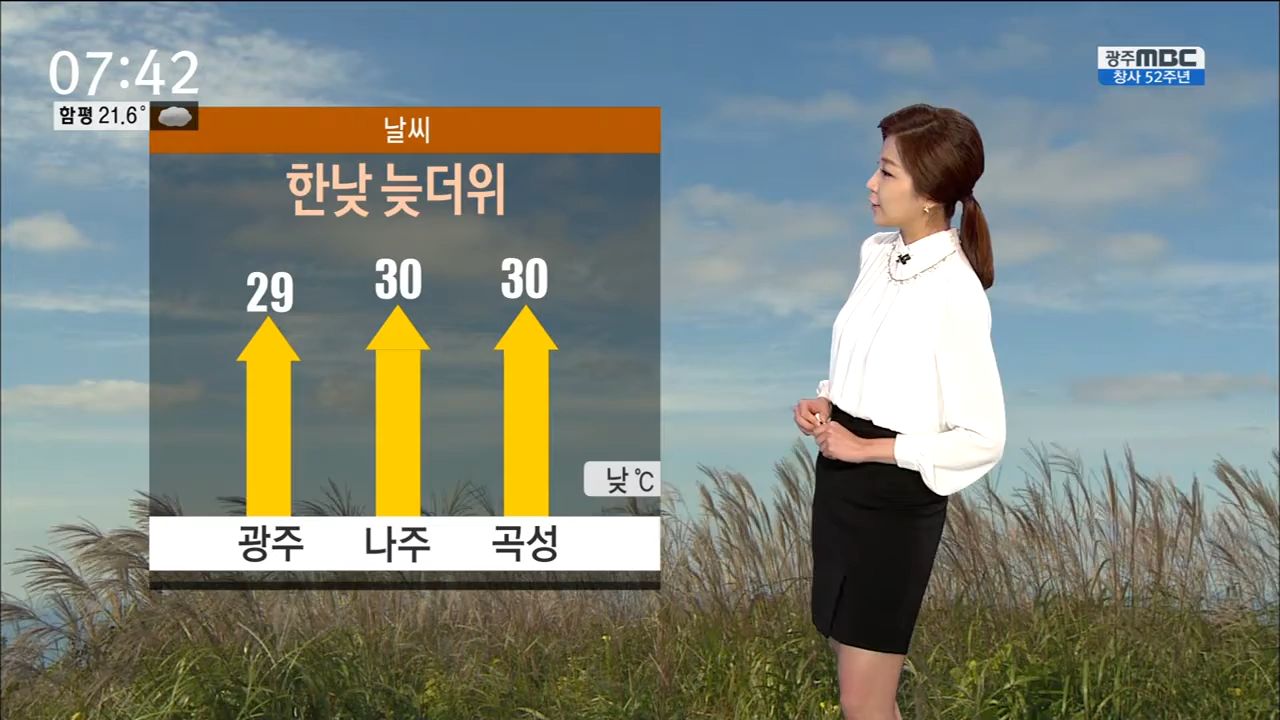 07:42
함평 21.6°
광주MBC
창사 52주년
날씨
한낮 늦더위
29 30 30
낮 ℃
광주 나주 곡성